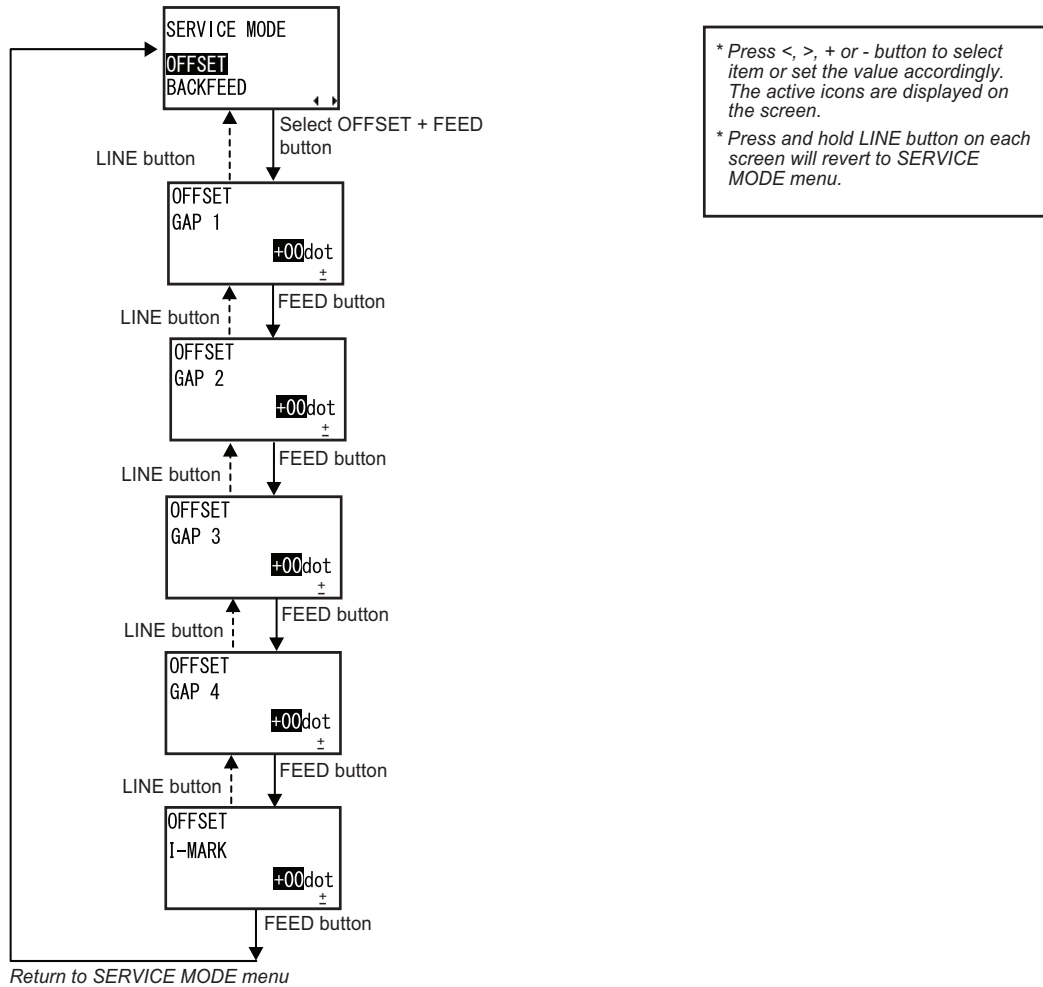 SERVICE MODE
OFFSET
BACKFEED
Select OFFSET + FEED
button
LINE button
OFFSET
GAP 1
+00dot
±
FEED button
LINE button
OFFSET
GAP 2
+00dot
±
FEED button
LINE button
OFFSET
GAP 3
+00dot
±
FEED button
LINE button
OFFSET
GAP 4
+00dot
±
FEED button
LINE button
OFFSET
I-MARK
+00dot
±
FEED button
Return to SERVICE MODE menu
* Press <, >, + or - button to select
item or set the value accordingly.
The active icons are displayed on
the screen.
* Press and hold LINE button on each
screen will revert to SERVICE
MODE menu.